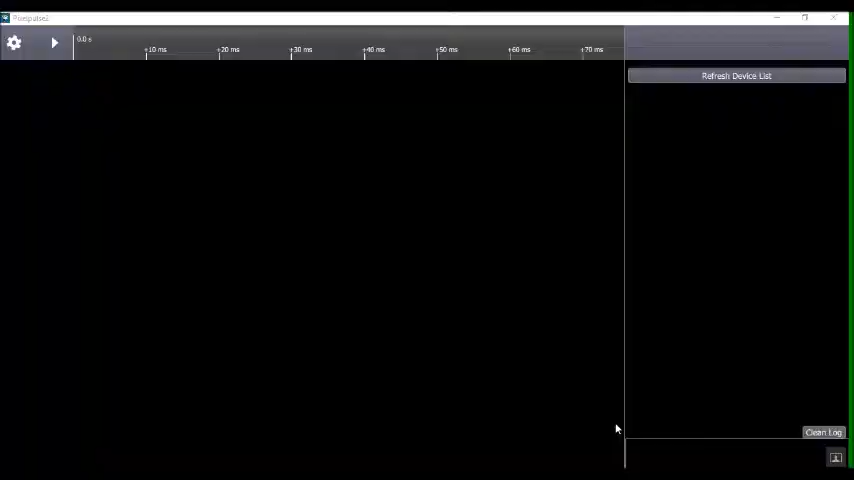 Pixelpulse2
0.0 s
+10 ms
+20 ms
+30 ms
+40 ms
+50 ms
+60 ms
+70 ms
Refresh Device List
Clean Log